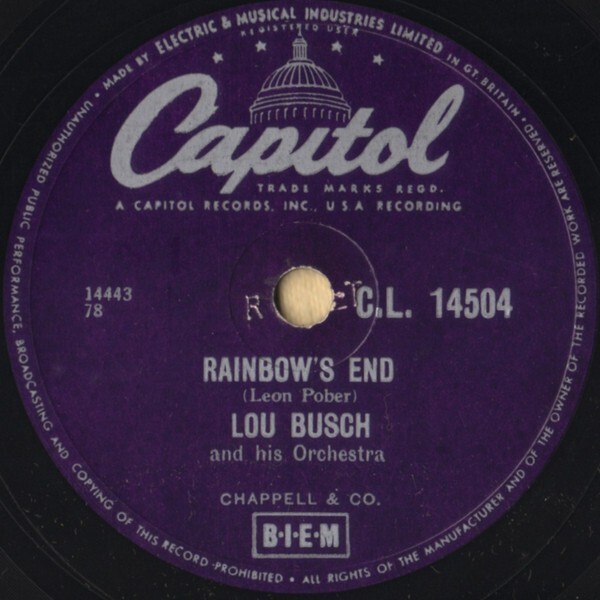 MADE BY ELECTRIC & MUSICAL INDUSTRIES LIMITED IN GT. BRITAIN •
REGISTERED USER
Capitol
TRADE MARKS REGD.
A CAPITOL RECORDS, INC., U.S.A. RECORDING
14443
78
C.L. 14504
RAINBOW'S END
(Leon Pober)
LOU BUSCH
and his Orchestra
CHAPPELL & CO.
B·I·E·M
UNAUTHORIZED PUBLIC PERFORMANCE, BROADCASTING AND COPYING OF THIS RECORD PROHIBITED • ALL RIGHTS OF THE MANUFACTURER AND OF THE OWNER OF THE RECORDED WORK ARE RESERVED •